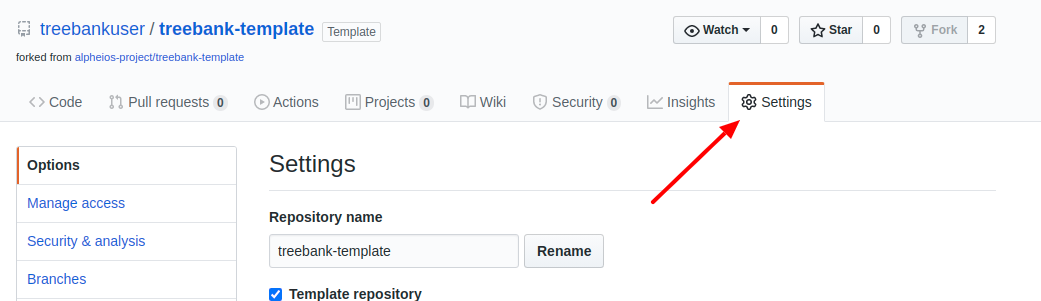 treebankuser / treebank-template Template Watch 0 Star 0 Fork 2
forked from alpheios-project/treebank-template
Code Pull requests 0 Actions Projects 0 Wiki Security 0 Insights Settings
Options
Manage access
Security & analysis
Branches
Settings
Repository name
treebank-template Rename
Template repository